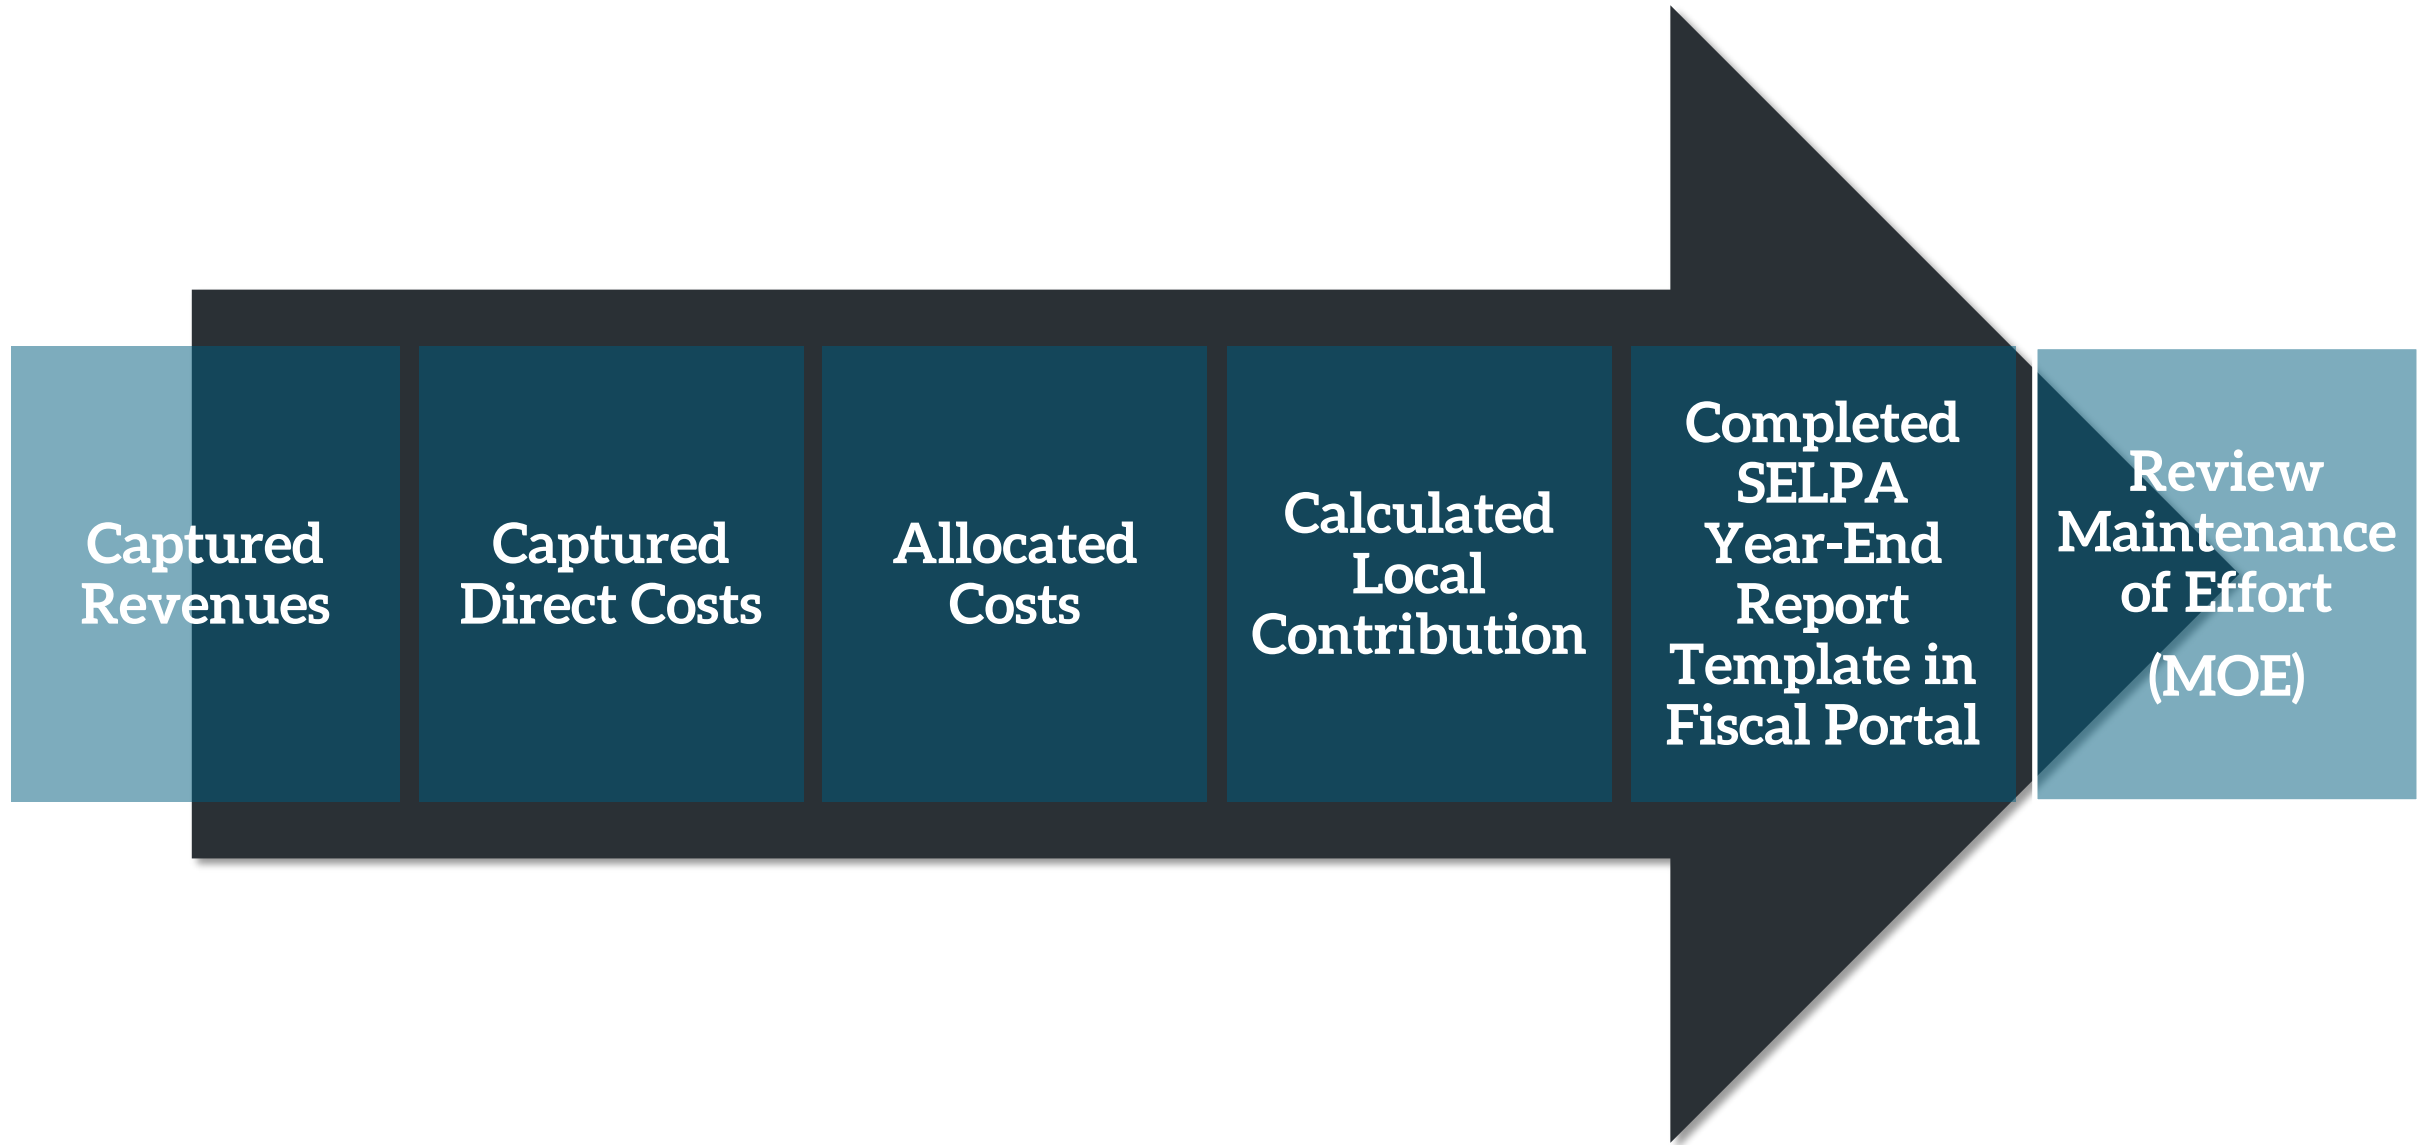 Captured
Revenues
Captured
Direct Costs
Allocated
Costs
Calculated
Local
Contribution
Completed
SELPA
Year-End
Report
Template in
Fiscal Portal
Review
Maintenance
of Effort
(MOE)